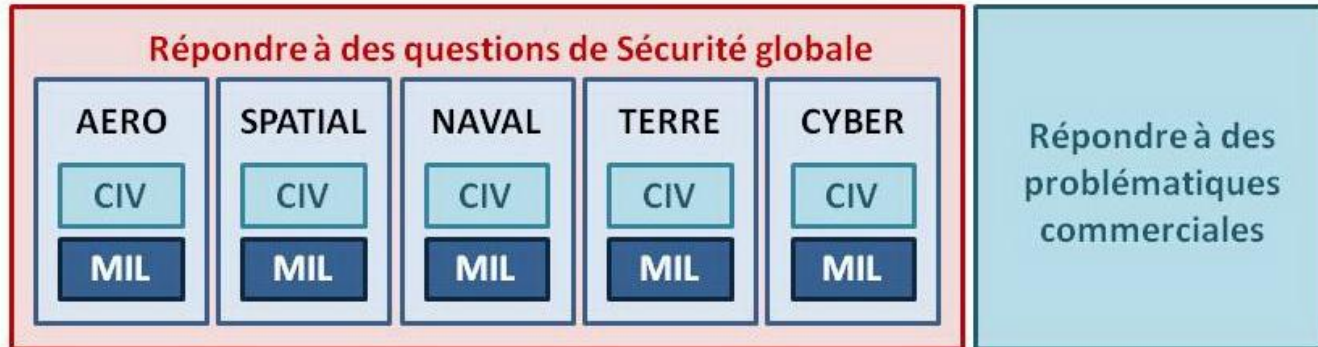 Répondre à des questions de Sécurité globale
AERO
CIV
MIL
SPATIAL
CIV
MIL
NAVAL
CIV
MIL
TERRE
CIV
MIL
CYBER
CIV
MIL
Répondre à des
problématiques
commerciales